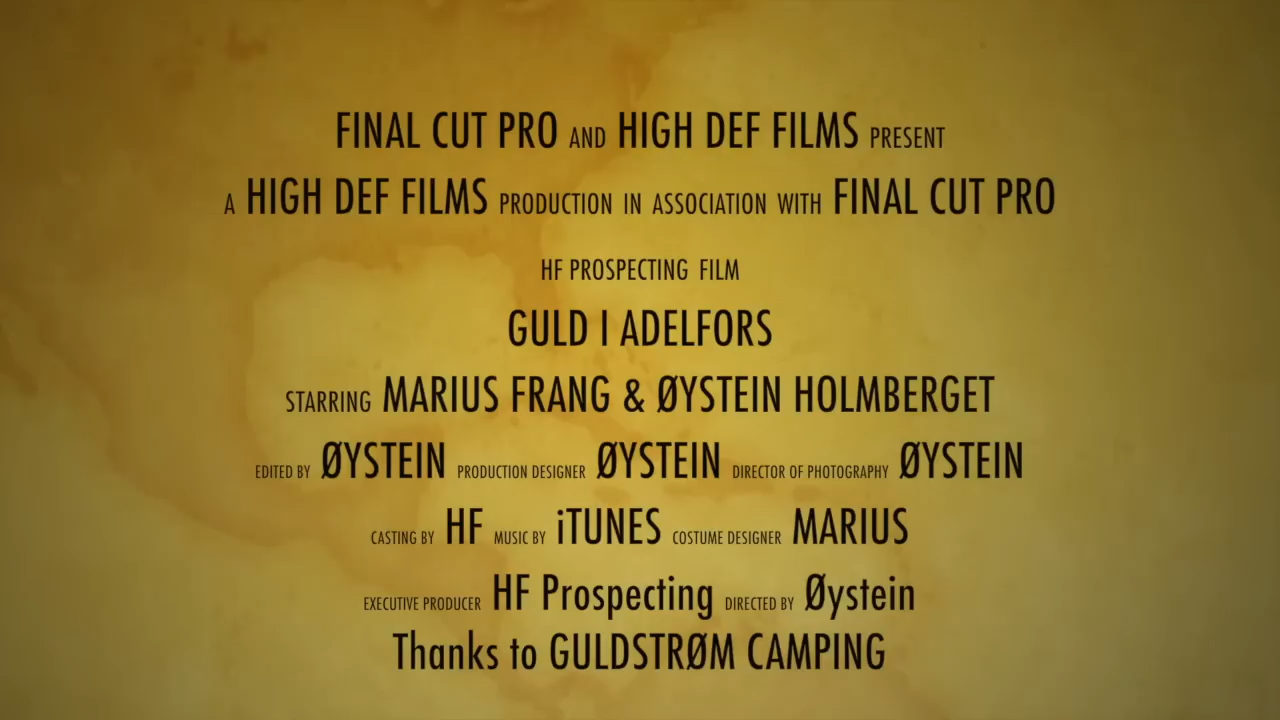 FINAL CUT PRO AND HIGH DEF FILMS PRESENT
A HIGH DEF FILMS PRODUCTION IN ASSOCIATION WITH FINAL CUT PRO
HF PROSPECTING FILM
GULD I ADELFORS
STARRING MARIUS FRANG & ØYSTEIN HOLMBERGET
EDITED BY ØYSTEIN PRODUCTION DESIGNER ØYSTEIN DIRECTOR OF PHOTOGRAPHY ØYSTEIN
CASTING BY HF MUSIC BY iTUNES COSTUME DESIGNER MARIUS
EXECUTIVE PRODUCER HF Prospecting DIRECTED BY Øystein
Thanks to GULDSTRØM CAMPING